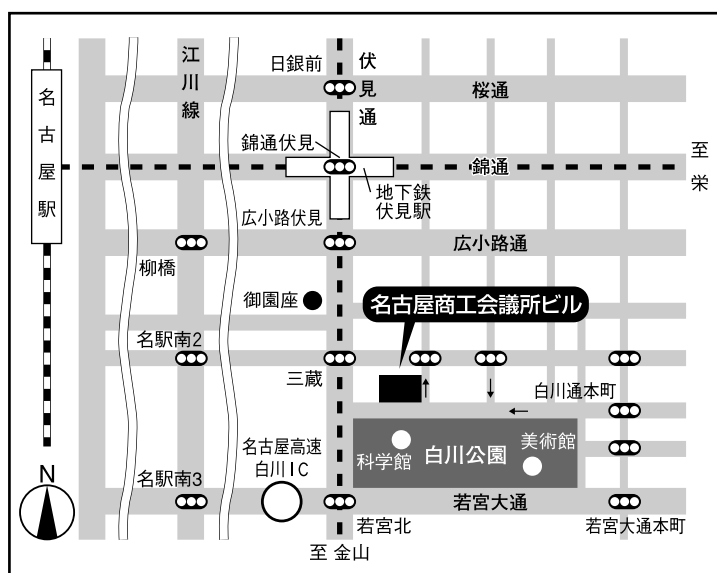 日銀前
伏見通
江川線
桜通
名古屋駅
錦通伏見
錦通
至栄
地下鉄
伏見駅
広小路伏見
広小路通
柳橋
御園座
名古屋商工会議所ビル
名駅南2
三蔵
白川通本町
名古屋高速
白川IC
科学館
白川公園
美術館
N
名駅南3
若宮大通
若宮北
若宮大通本町
至 金山